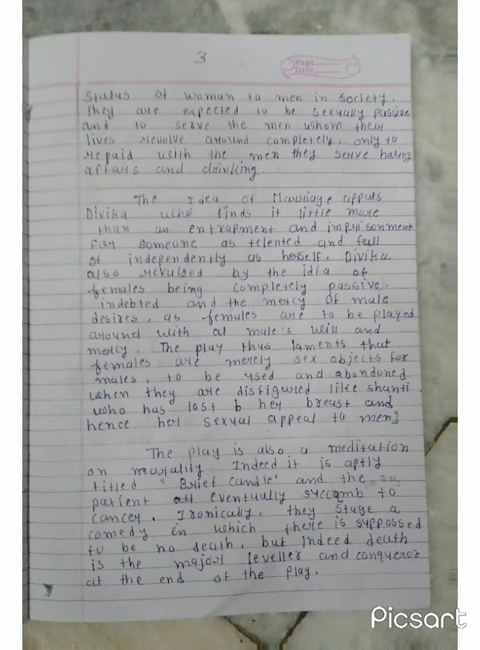 3
Page
Date
status of woman to men in society.
they are expected to be sexually passive
and to serve the men whom their
lives revolve around completely, only to
repaid with the men they serve having
affairs and drinking.
The Idea of Marriage appals
Divika who finds it little more
than an entrapment and imprisonment
for someone as telented and full
of independently as herself. Divika
also revulsed by the idia of
females being completely passive,
indebted and the mercy of male
desires, as females are to be played
around with at male's will and
mercy. The play thus laments that
females are merely sex objects for
males, to be used and abandoned
when they are disfigured like shanti
who has lost her breast and
hence her sexual appeal to men]
The play is also a meditation
on morality. Indeed it is aptly
titled "Brief candle" and the
patient all eventually succomb to
cancer. Ironically, they stage a
comedy in which there is suppossed
to be no death, but indeed death
is the major leveller and conqueror
at the end of the play.
Picsart